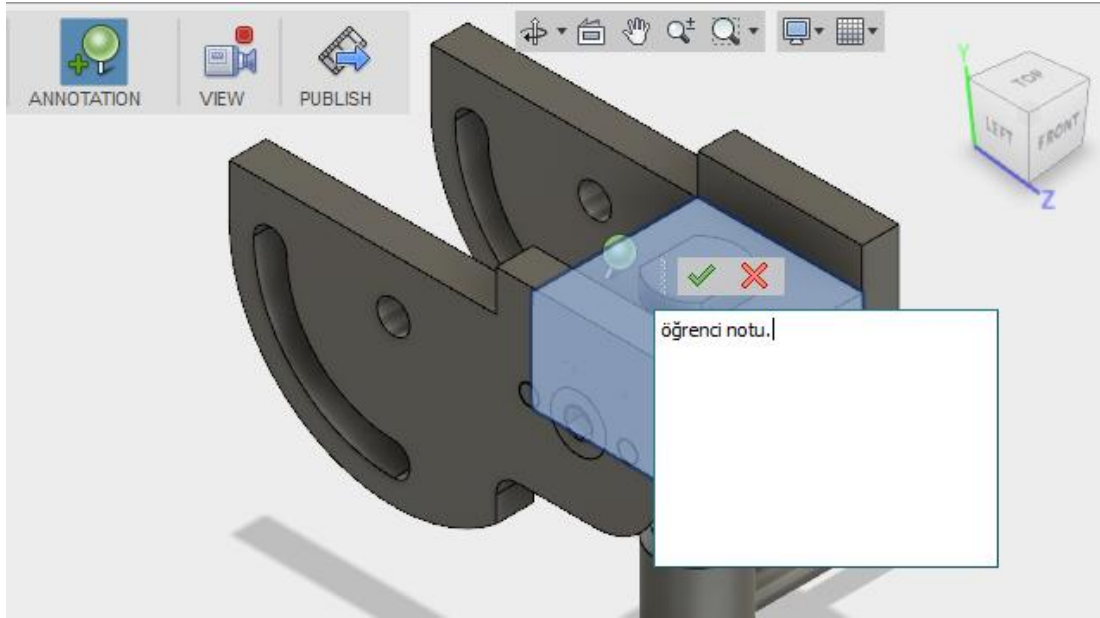 ANNOTATION
VIEW
PUBLISH
Y
TOP
LEFT
FRONT
Z
öğrenci notu.